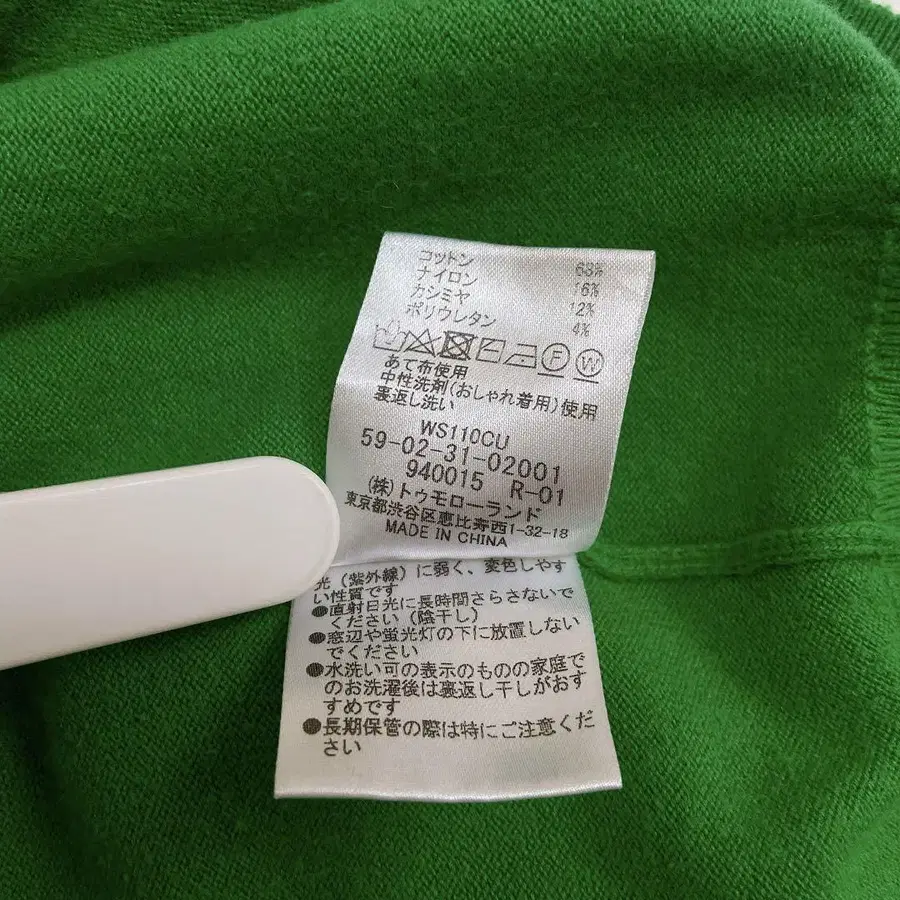 コットン 68%
ナイロン 16%
カシミヤ 12%
ポリウレタン 4%
F W
あて布使用
中性洗剤(おしゃれ着用)使用
裏返し洗い
WS110CU
59-02-31-02001
940015 R-01
(株)トゥモローランド
東京都渋谷区恵比寿西1-32-18
MADE IN CHINA
光(紫外線)に弱く、変色しやす
い性質です
●直射日光に長時間さらさないで
ください(陰干し)
●窓辺や蛍光灯の下に放置しない
でください
●水洗い可の表示のものの家庭で
のお洗濯後は裏返し干しがおす
すめです
●長期保管の際は特にご注意くだ
さい